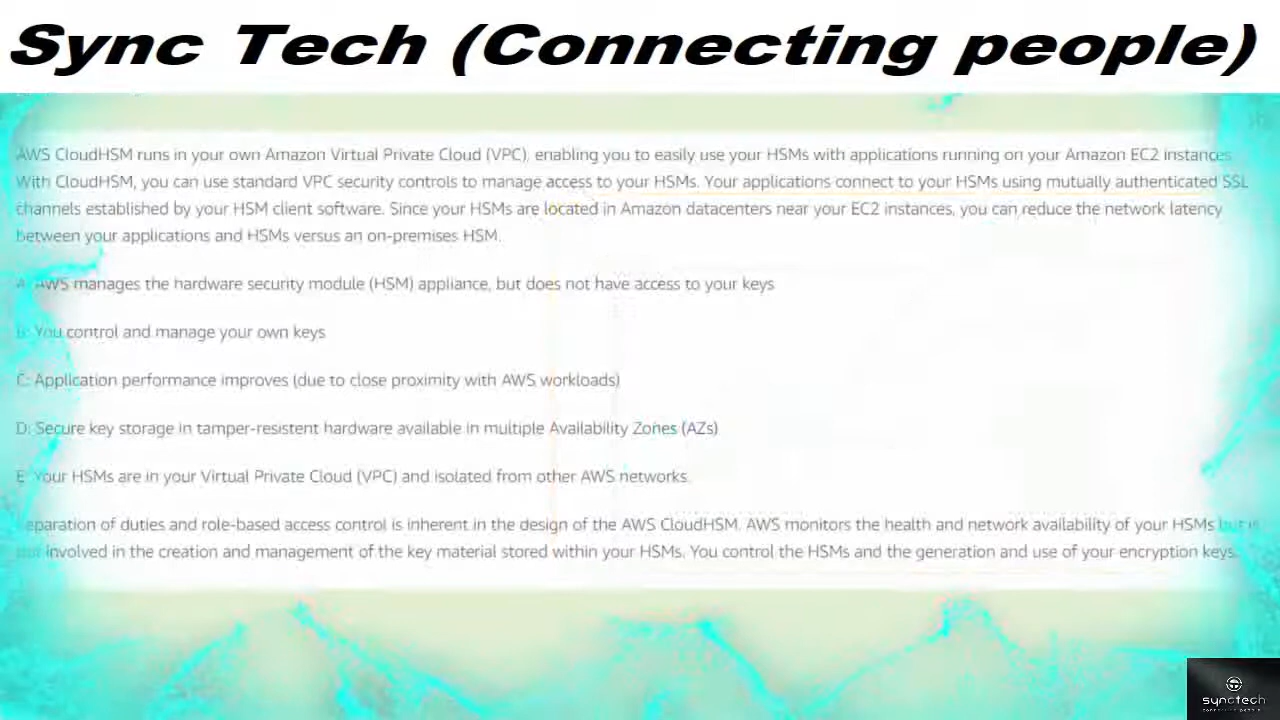 Sync Tech (Connecting people)
AWS CloudHSM runs in your own Amazon Virtual Private Cloud (VPC), enabling you to easily use your HSMs with applications running on your Amazon EC2 instances.
With CloudHSM, you can use standard VPC security controls to manage access to your HSMs. Your applications connect to your HSMs using mutually authenticated SSL
channels established by your HSM client software. Since your HSMs are located in Amazon datacenters near your EC2 instances, you can reduce the network latency
between your applications and HSMs versus an on-premises HSM.
A: AWS manages the hardware security module (HSM) appliance, but does not have access to your keys
B: You control and manage your own keys
C: Application performance improves (due to close proximity with AWS workloads)
D: Secure key storage in tamper-resistent hardware available in multiple Availability Zones (AZs)
E: Your HSMs are in your Virtual Private Cloud (VPC) and isolated from other AWS networks.
Separation of duties and role-based access control is inherent in the design of the AWS CloudHSM. AWS monitors the health and network availability of your HSMs but is
not involved in the creation and management of the key material stored within your HSMs. You control the HSMs and the generation and use of your encryption keys.
synctech